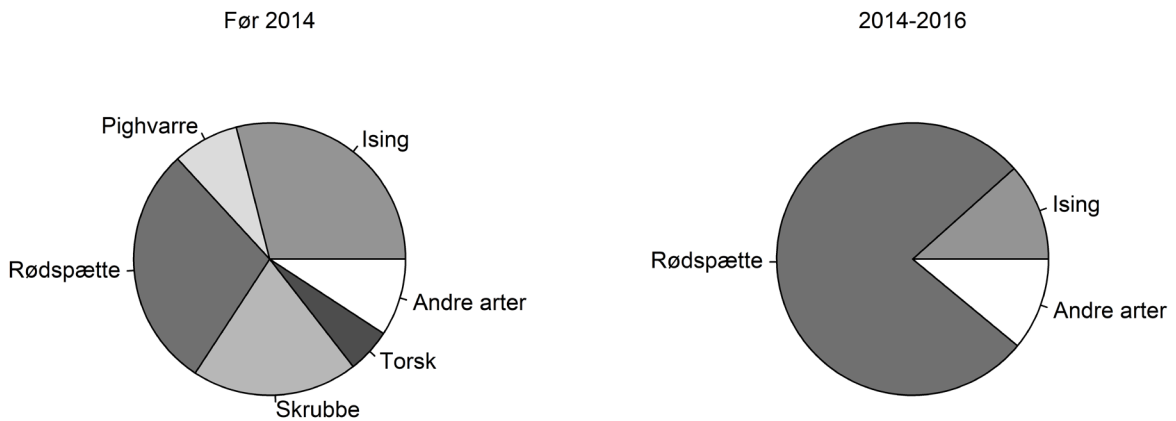 Før 2014
Pighvarre
Ising
Rødspætte
Andre arter
Torsk
Skrubbe
2014-2016
Ising
Rødspætte
Andre arter